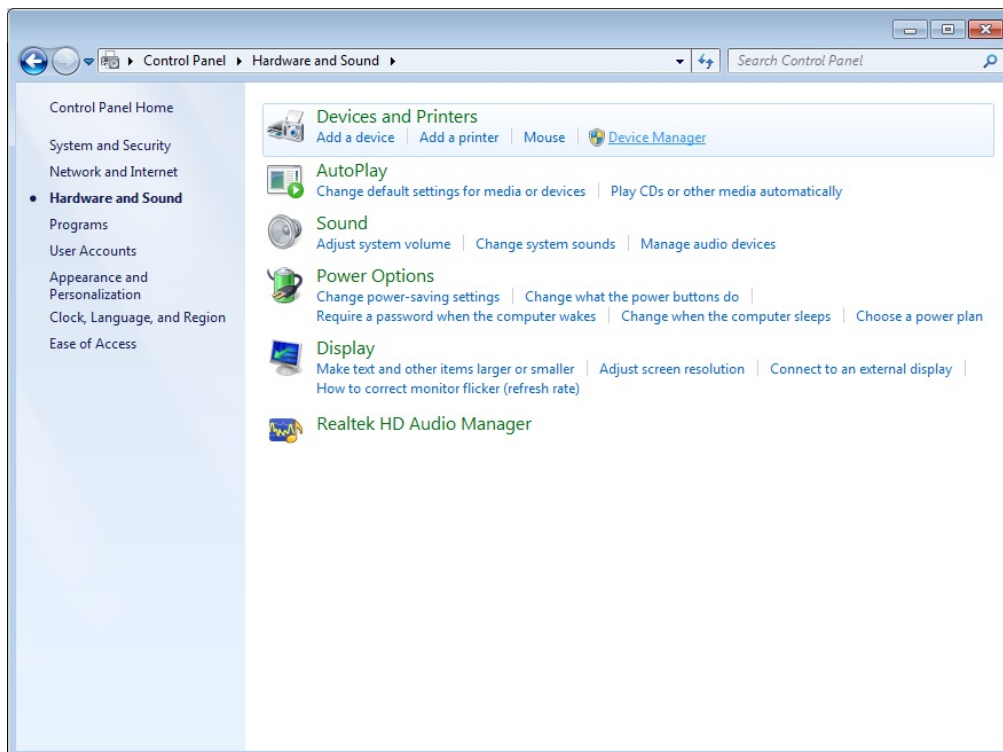 Control Panel ▸ Hardware and Sound ▸
Search Control Panel
Control Panel Home
System and Security
Network and Internet
Hardware and Sound
Programs
User Accounts
Appearance and
Personalization
Clock, Language, and Region
Ease of Access
Devices and Printers
Add a device | Add a printer | Mouse | Device Manager
AutoPlay
Change default settings for media or devices | Play CDs or other media automatically
Sound
Adjust system volume | Change system sounds | Manage audio devices
Power Options
Change power-saving settings | Change what the power buttons do |
Require a password when the computer wakes | Change when the computer sleeps | Choose a power plan
Display
Make text and other items larger or smaller | Adjust screen resolution | Connect to an external display |
How to correct monitor flicker (refresh rate)
Realtek HD Audio Manager